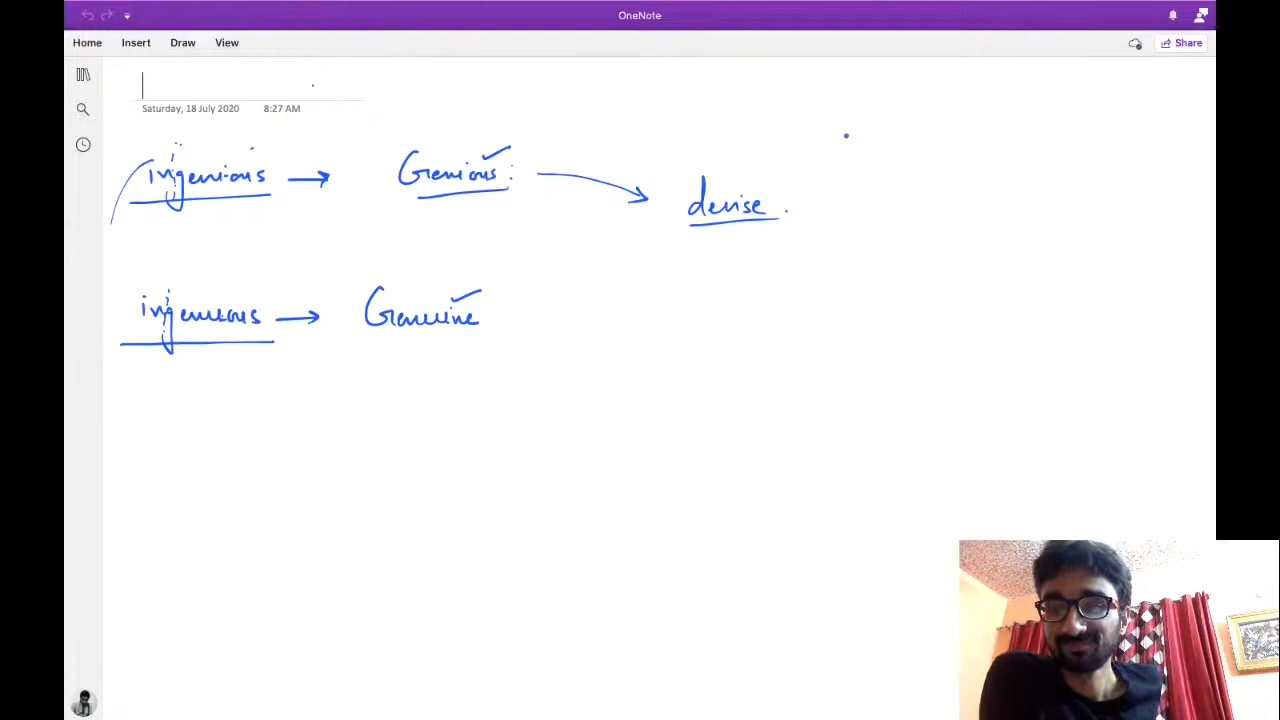 OneNote
Home Insert Draw View Share
Saturday, 18 July 2020 8:27 AM
ingenious → Genious :
devise .
ingenuous → Genuine